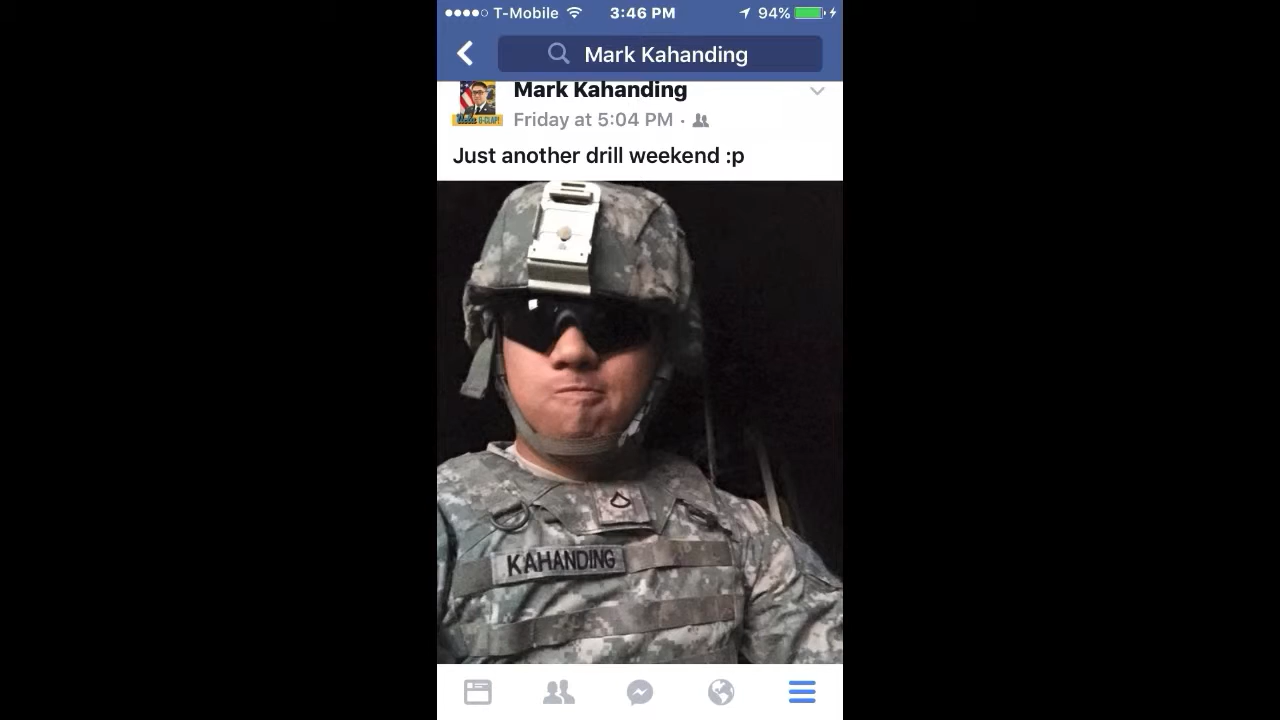 T-Mobile 3:46 PM 94%
Mark Kahanding
Mark Kahanding
Friday at 5:04 PM ·
Just another drill weekend :p
KAHANDING